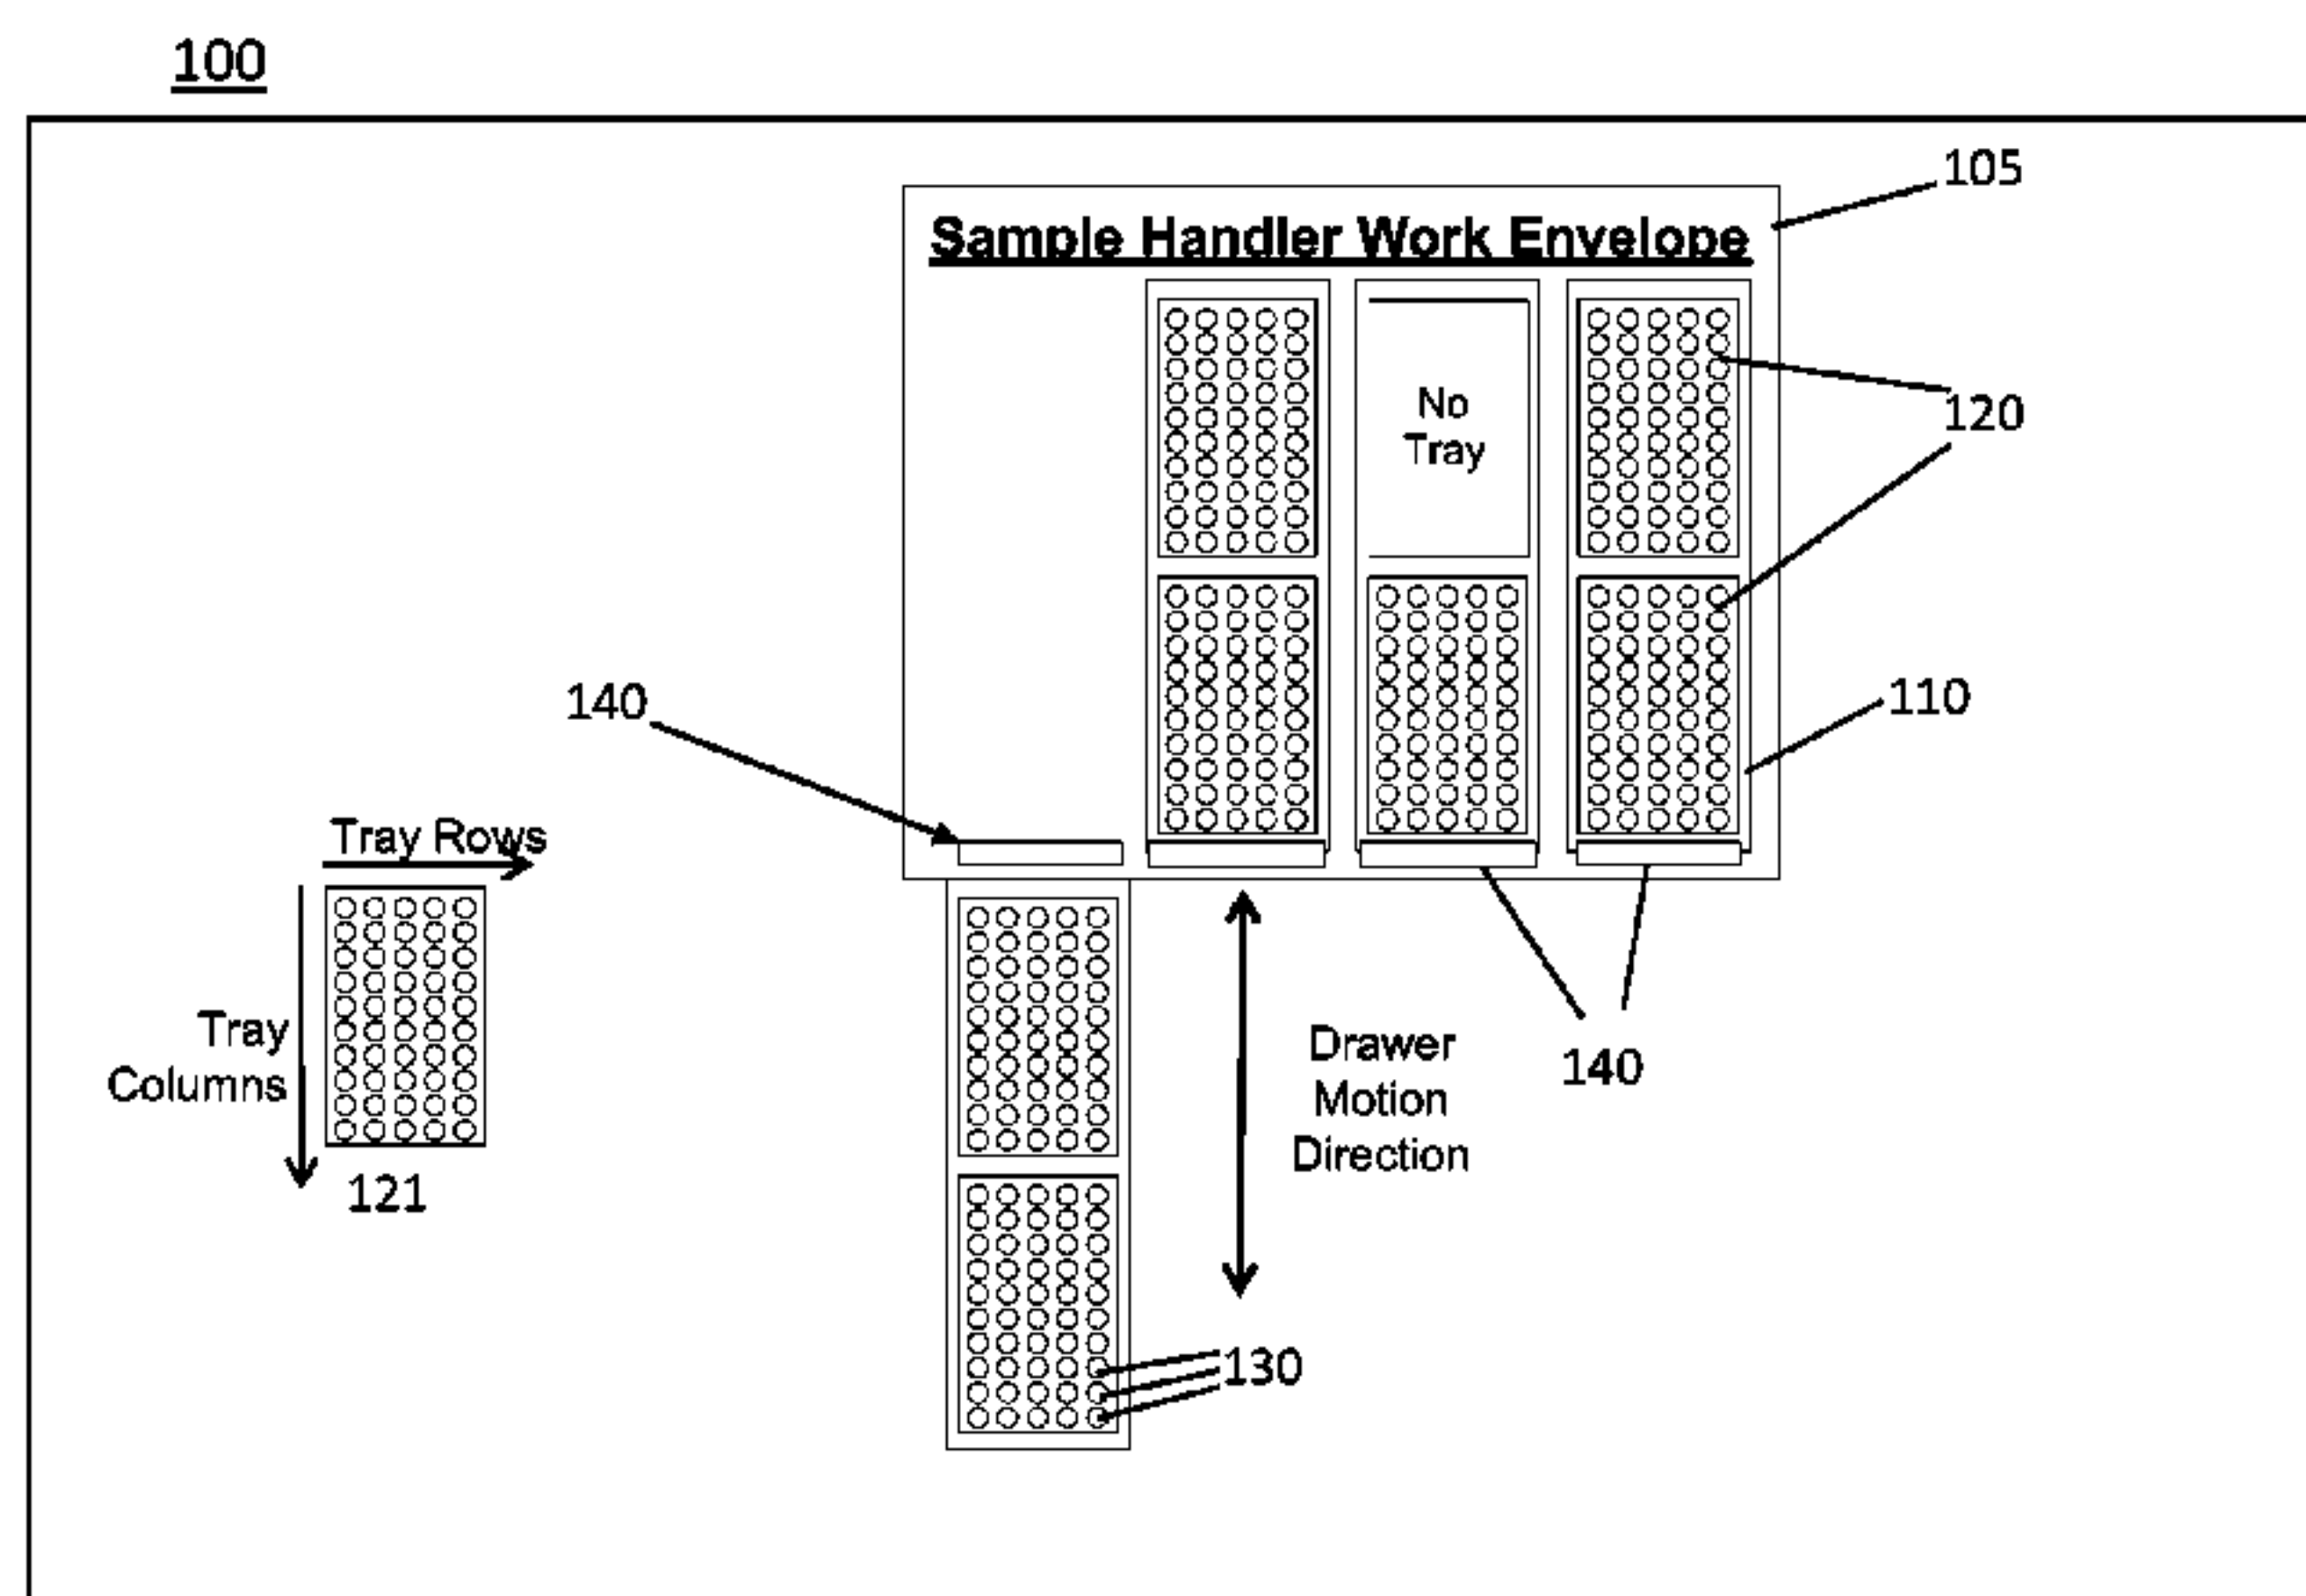 100
105
Sample Handler Work Envelope
No
Tray
120
140
110
Tray Rows
Tray
Columns
121
Drawer
Motion
Direction
140
130